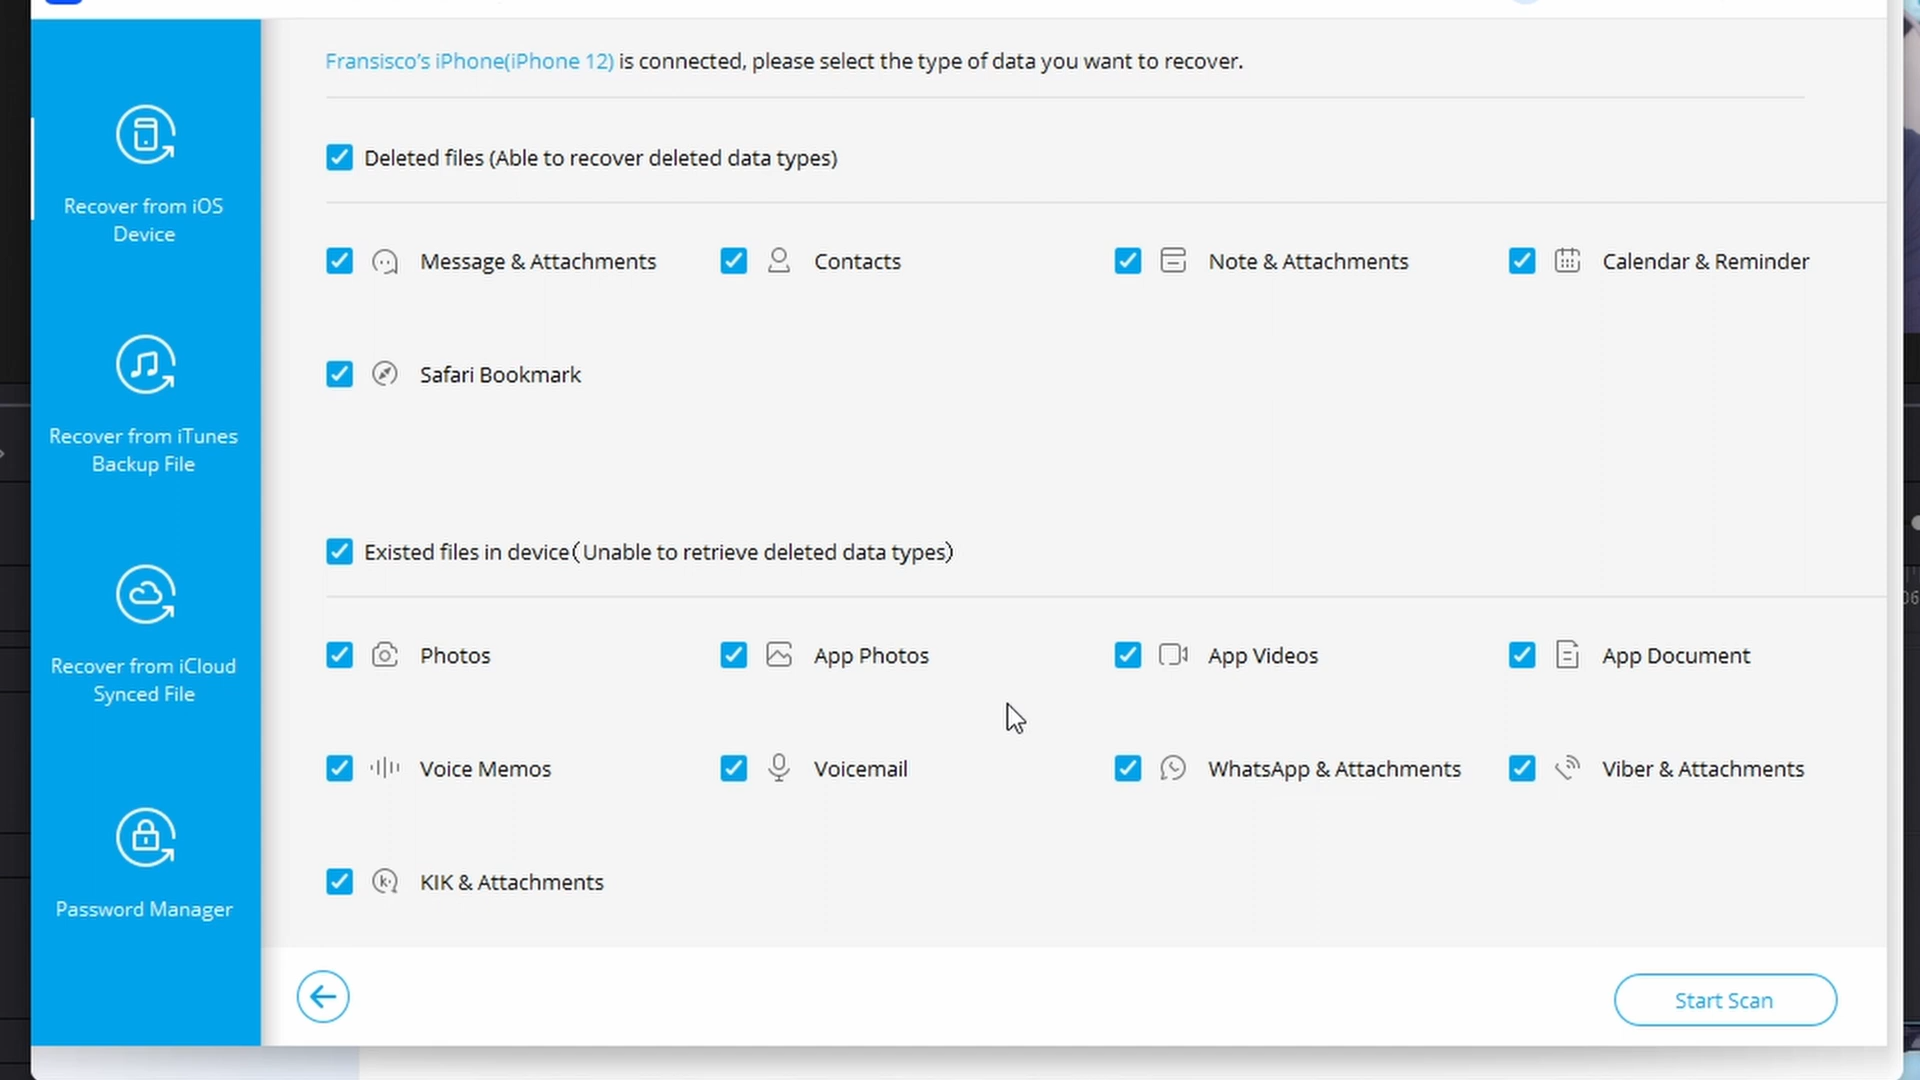 Fransisco's iPhone(iPhone 12) is connected, please select the type of data you want to recover.
Deleted files (Able to recover deleted data types)
Message & Attachments
Contacts
Note & Attachments
Calendar & Reminder
Safari Bookmark
Existed files in device(Unable to retrieve deleted data types)
Photos
App Photos
App Videos
App Document
Voice Memos
Voicemail
WhatsApp & Attachments
Viber & Attachments
KIK & Attachments
Start Scan
Recover from iOS
Device
Recover from iTunes
Backup File
Recover from iCloud
Synced File
Password Manager